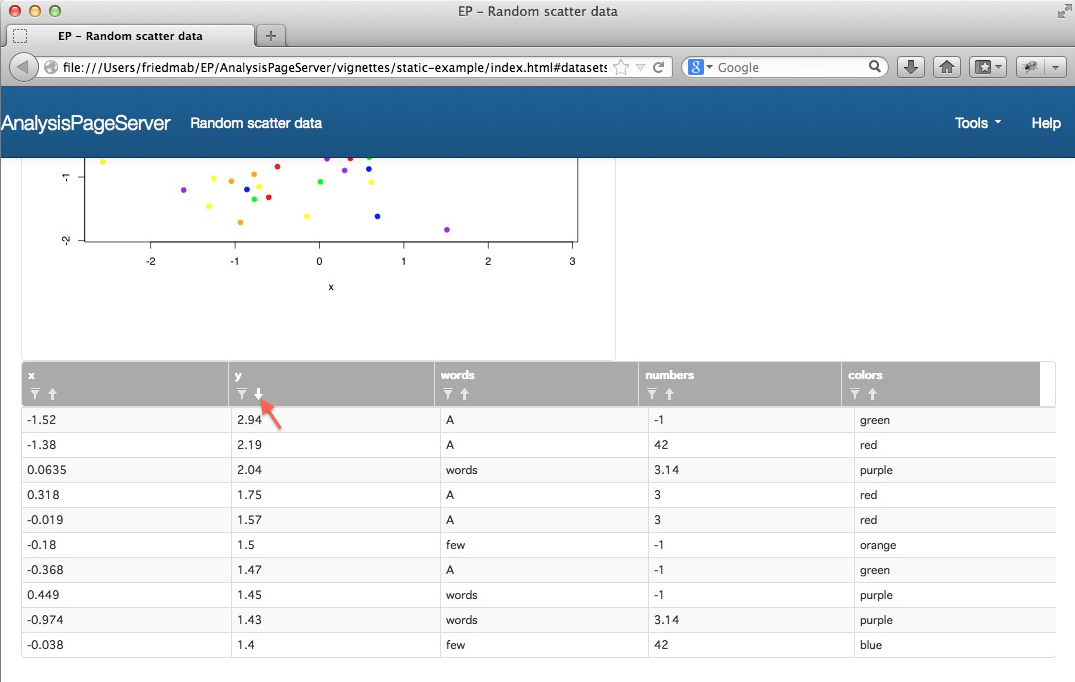 EP - Random scatter data
EP - Random scatter data
file:///Users/friedmab/EP/AnalysisPageServer/vignettes/static-example/index.html#datasets
8 Google
AnalysisPageServer Random scatter data Tools Help
-1
-2
-2 -1 0 1 2 3
x
x y words numbers colors
-1.52 2.94 A -1 green
-1.38 2.19 A 42 red
0.0635 2.04 words 3.14 purple
0.318 1.75 A 3 red
-0.019 1.57 A 3 red
-0.18 1.5 few -1 orange
-0.368 1.47 A -1 green
0.449 1.45 words -1 purple
-0.974 1.43 words 3.14 purple
-0.038 1.4 few 42 blue